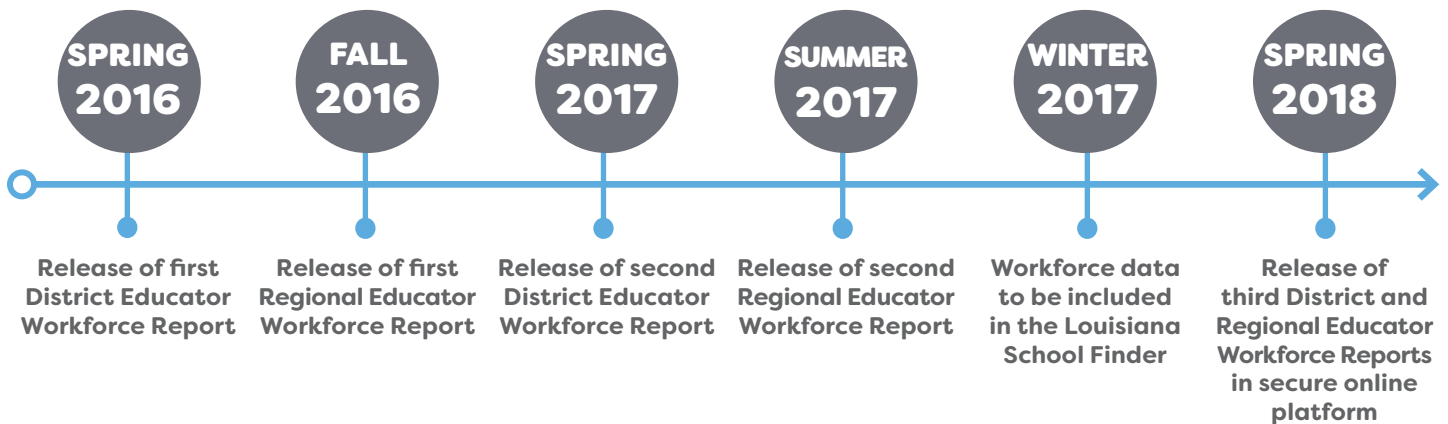 SPRING
2016
FALL
2016
SPRING
2017
SUMMER
2017
WINTER
2017
SPRING
2018
Release of first
District Educator
Workforce Report
Release of first
Regional Educator
Workforce Report
Release of second
District Educator
Workforce Report
Release of second
Regional Educator
Workforce Report
Workforce data
to be included
in the Louisiana
School Finder
Release of
third District and
Regional Educator
Workforce Reports
in secure online
platform